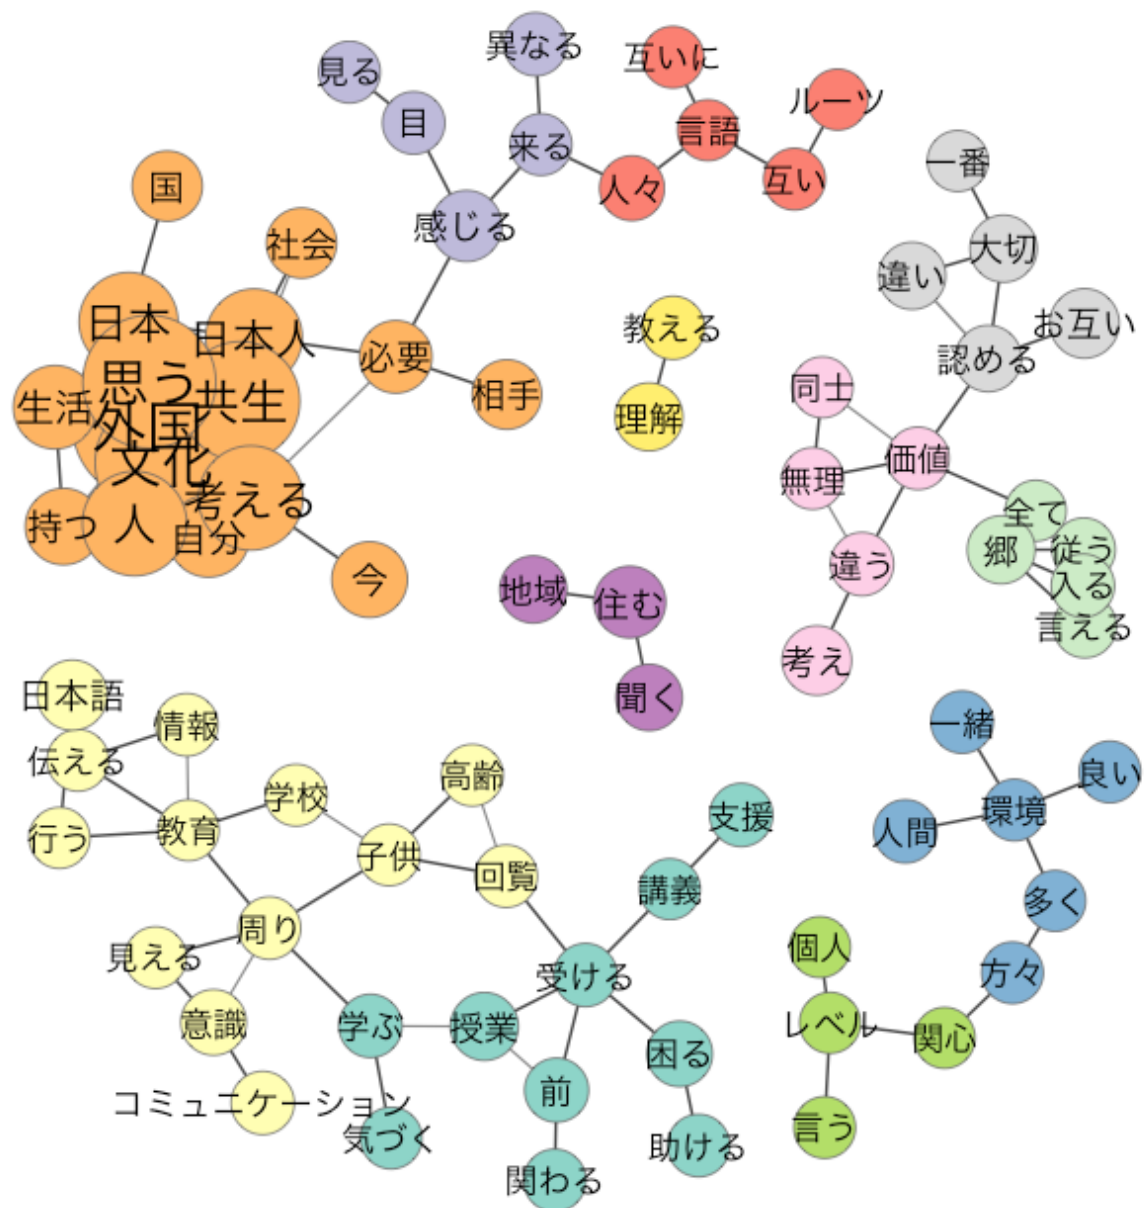 異なる
互いに
見る
ルーツ
目
言語
来る
一番
国
人々
互い
感じる
社会
大切
違い
日本
日本人
教える
お互い
必要
認める
思う
同士
生活
共生
相手
外国
理解
文化
価値
無理
考える
持つ
人
自分
全て
郷
従う
今
違う
入る
地域
住む
言える
考え
日本語
聞く
情報
一緒
伝える
高齢
良い
学校
支援
環境
行う
教育
人間
子供
回覧
講義
多く
周り
個人
見える
受ける
方々
意識
学ぶ
授業
レベル
関心
困る
前
コミュニケーション
気づく
言う
助ける
関わる